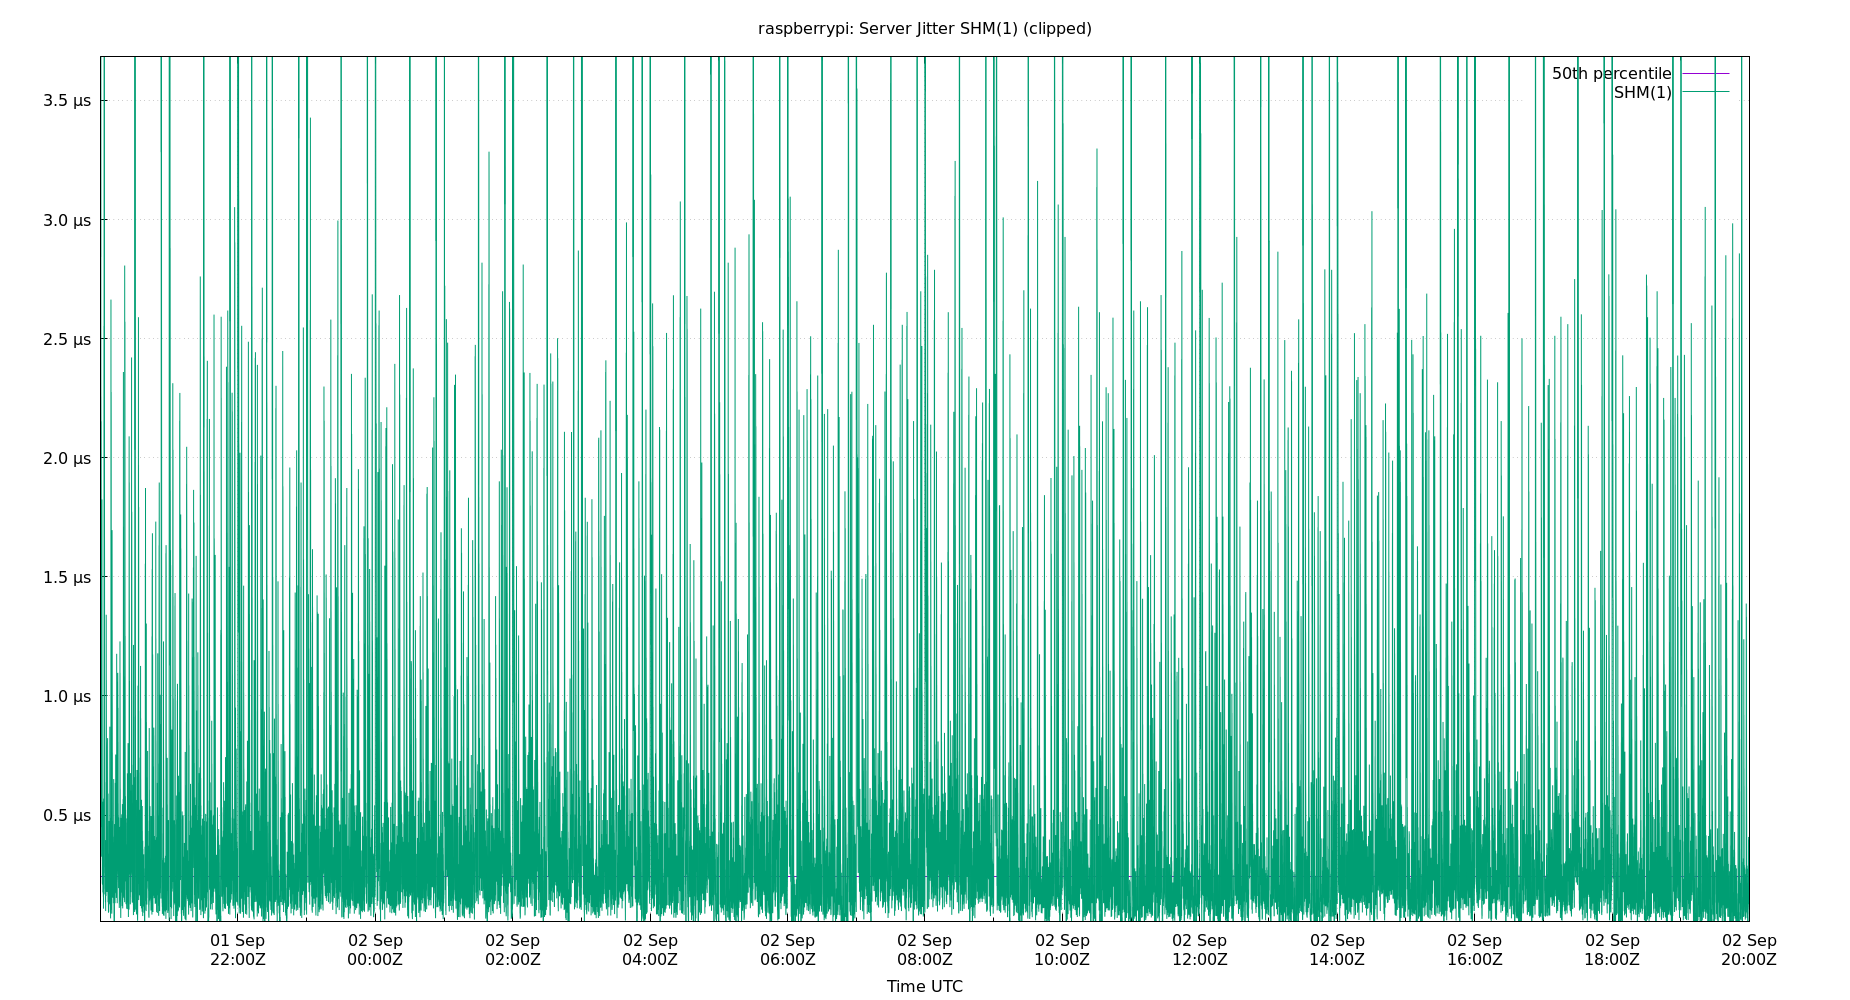 raspberrypi: Server Jitter SHM(1) (clipped)
50th percentile
SHM(1)
3.5 µs
3.0 µs
2.5 µs
2.0 µs
1.5 µs
1.0 µs
0.5 µs
01 Sep 02 Sep 02 Sep 02 Sep 02 Sep 02 Sep 02 Sep 02 Sep 02 Sep 02 Sep 02 Sep 02 Sep
22:00Z 00:00Z 02:00Z 04:00Z 06:00Z 08:00Z 10:00Z 12:00Z 14:00Z 16:00Z 18:00Z 20:00Z
Time UTC